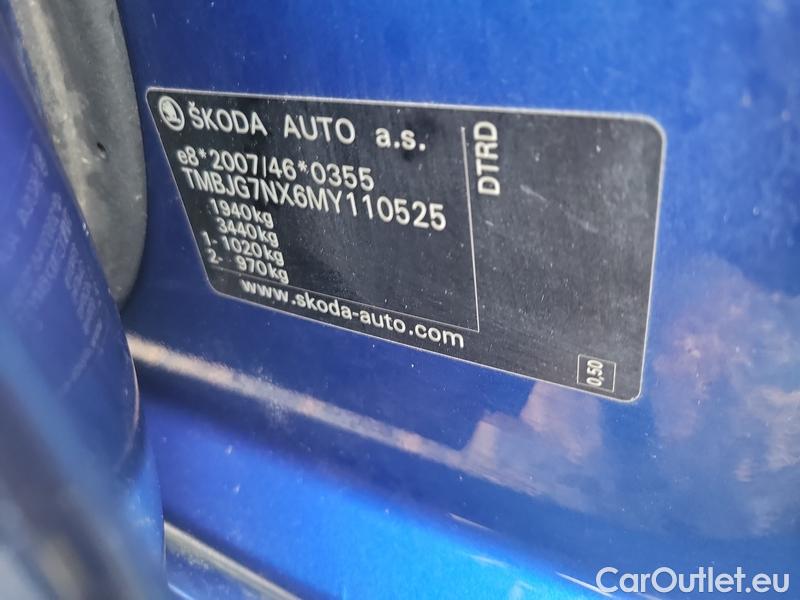 ŠKODA AUTO a.s.
e8*2007/46*0355
TMBJG7NX6MY110525
1940kg
3440kg
1- 1020kg
2- 970kg
www.skoda-auto.com
DTRD
0,50
CarOutlet.eu